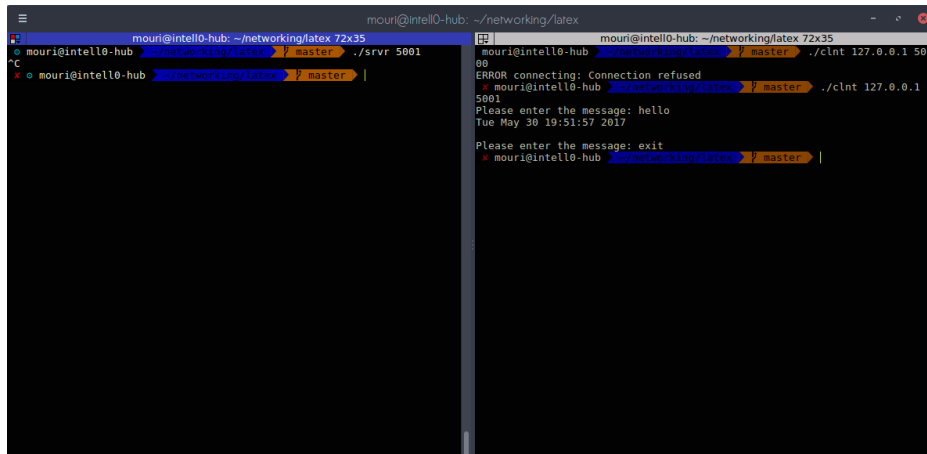 mouri@intell0-hub: ~/networking/latex
mouri@intell0-hub: ~/networking/latex 72x35
mouri@intell0-hub ~/networking/latex master ./srvr 5001
^C
✘ mouri@intell0-hub ~/networking/latex master
mouri@intell0-hub: ~/networking/latex 72x35
mouri@intell0-hub ~/networking/latex master ./clnt 127.0.0.1 50
00
ERROR connecting: Connection refused
✘ mouri@intell0-hub ~/networking/latex master ./clnt 127.0.0.1
5001
Please enter the message: hello
Tue May 30 19:51:57 2017
Please enter the message: exit
✘ mouri@intell0-hub ~/networking/latex master